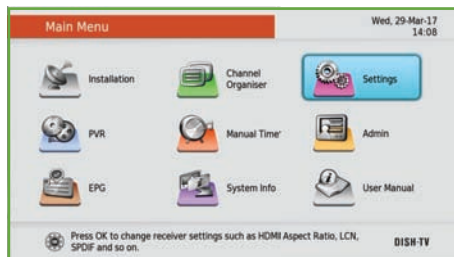 Main Menu
Wed, 29-Mar-17
14:08
Installation
Channel
Organiser
Settings
PVR
Manual Time'
Admin
EPG
System Info
User Manual
Press OK to change receiver settings such as HDMI Aspect Ratio, LCN,
SPDIF and so on.
DISH-TV